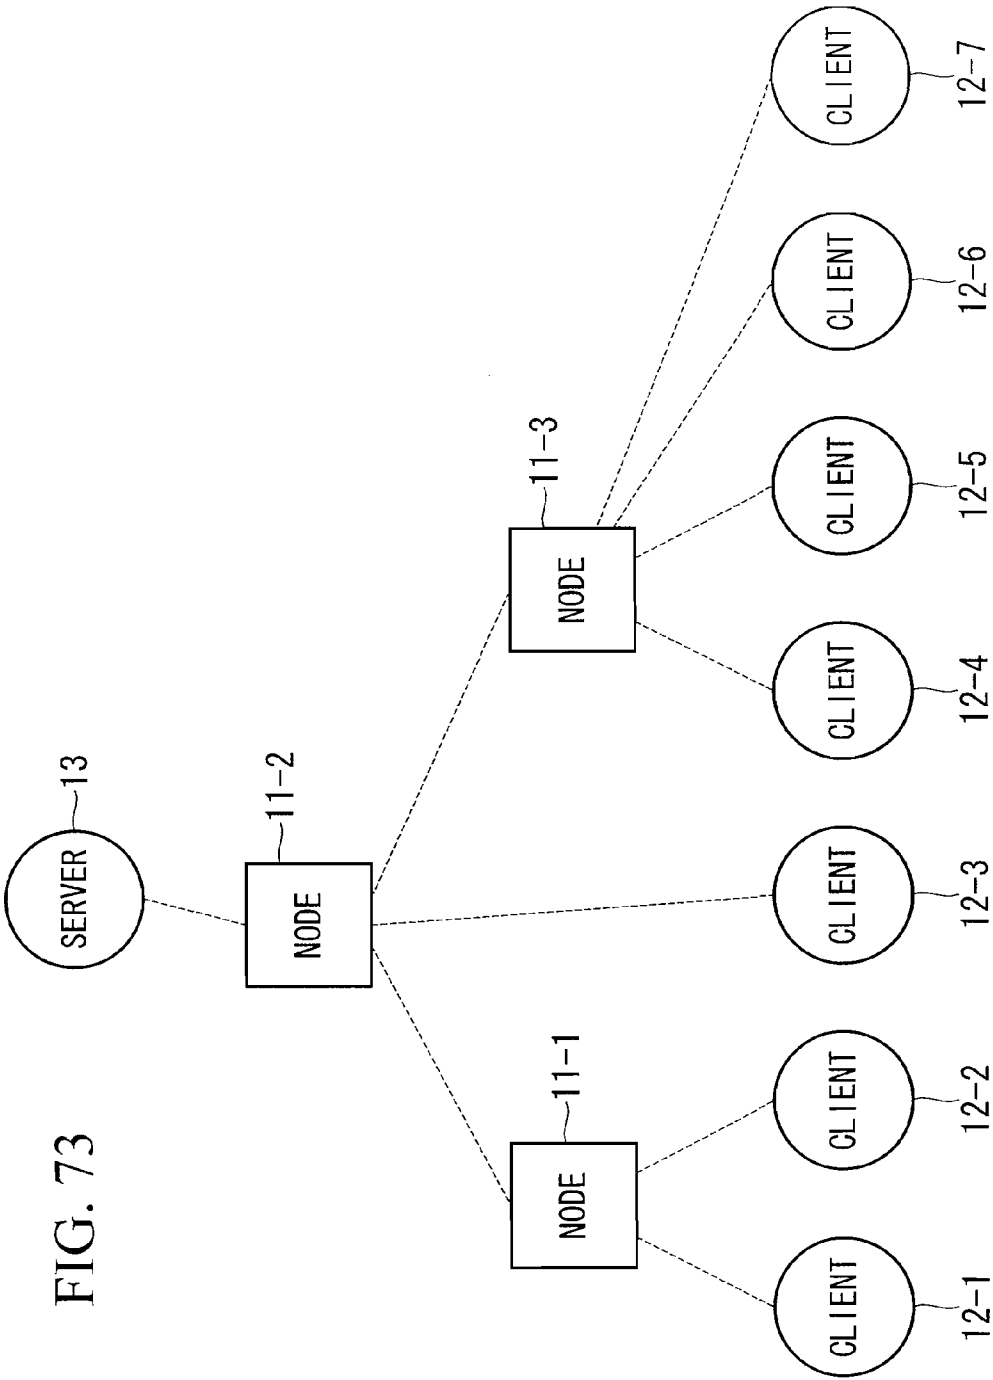 FIG. 73
SERVER
13
NODE
11-2
NODE
11-1
NODE
11-3
CLIENT
CLIENT
CLIENT
CLIENT
CLIENT
CLIENT
CLIENT
12-1
12-2
12-3
12-4
12-5
12-6
12-7